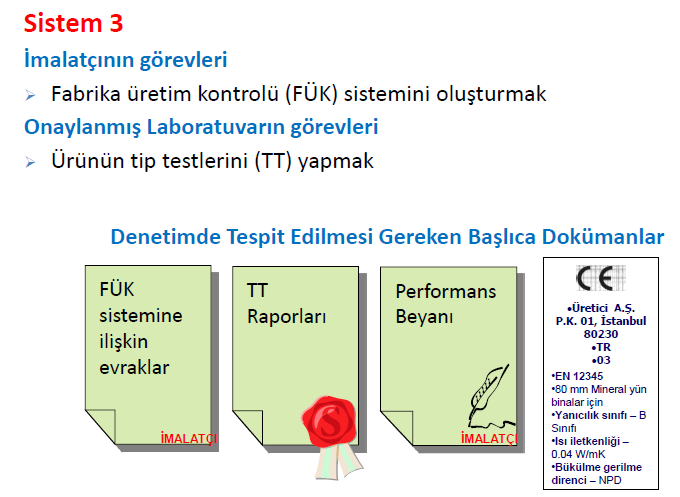 Sistem 3
İmalatçının görevleri
Fabrika üretim kontrolü (FÜK) sistemini oluşturmak
Onaylanmış Laboratuvarın görevleri
Ürünün tip testlerini (TT) yapmak
Denetimde Tespit Edilmesi Gereken Başlıca Dokümanlar
FÜK
sistemine
ilişkin
evraklar
İMALATÇI
TT
Raporları
S
Performans
Beyanı
İMALATÇI
CE
•Üretici A.Ş.
P.K. 01, İstanbul
80230
•TR
•03
•EN 12345
•80 mm Mineral yün
binalar için
•Yanıcılık sınıfı – B
Sınıfı
•Isı iletkenliği –
0.04 W/mK
•Bükülme gerilme
direnci – NPD